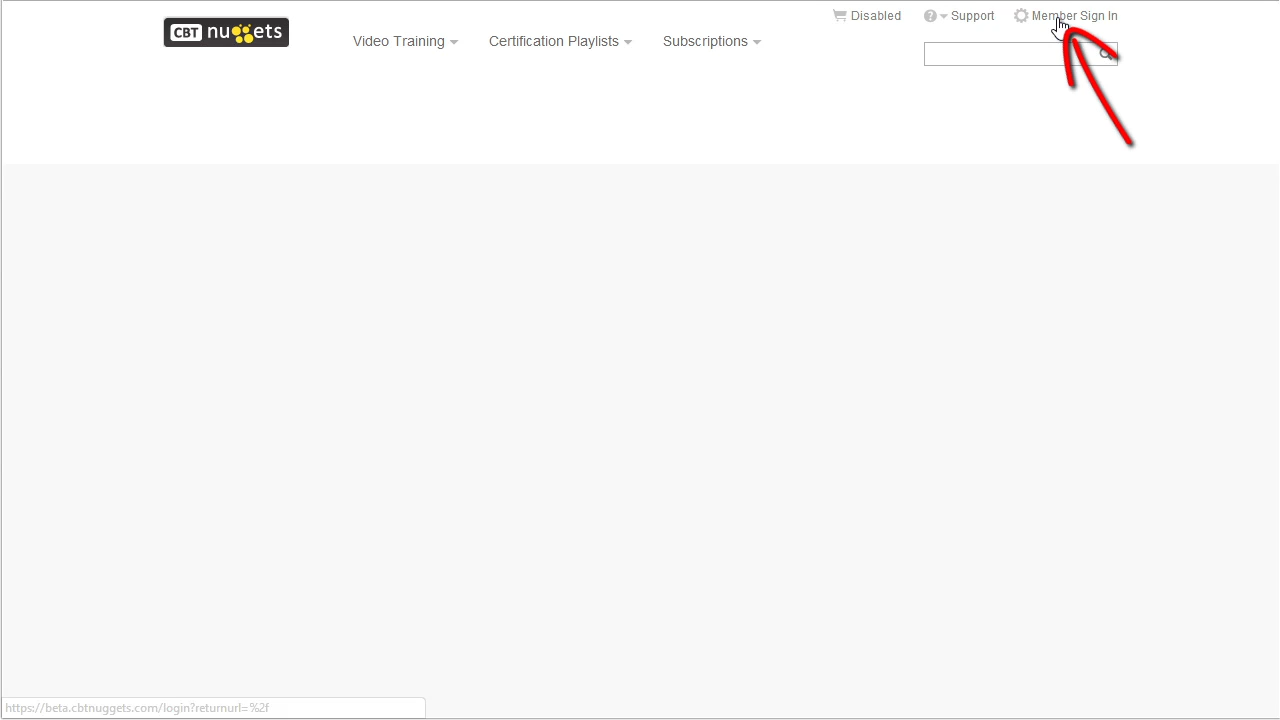 CBT nuggets
Disabled
Support
Member Sign In
Video Training
Certification Playlists
Subscriptions
https://beta.cbtnuggets.com/login?returnurl=%2f